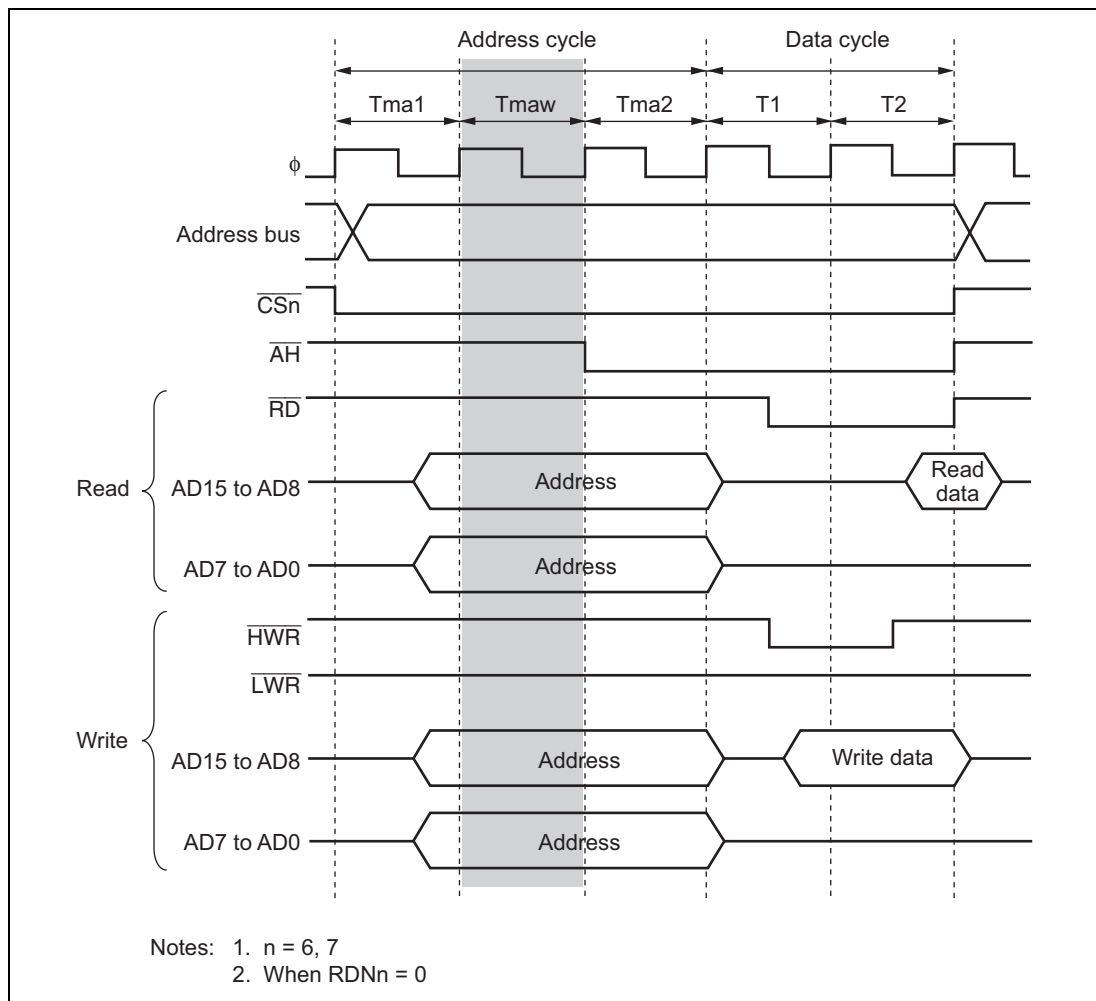 Address cycle Data cycle
Tma1 Tmaw Tma2 T1 T2
ϕ
Address bus
CSn
AH
RD
Read AD15 to AD8 Address Read data
AD7 to AD0 Address
HWR
LWR
Write AD15 to AD8 Address Write data
AD7 to AD0 Address
Notes: 1. n = 6, 7
2. When RDNn = 0